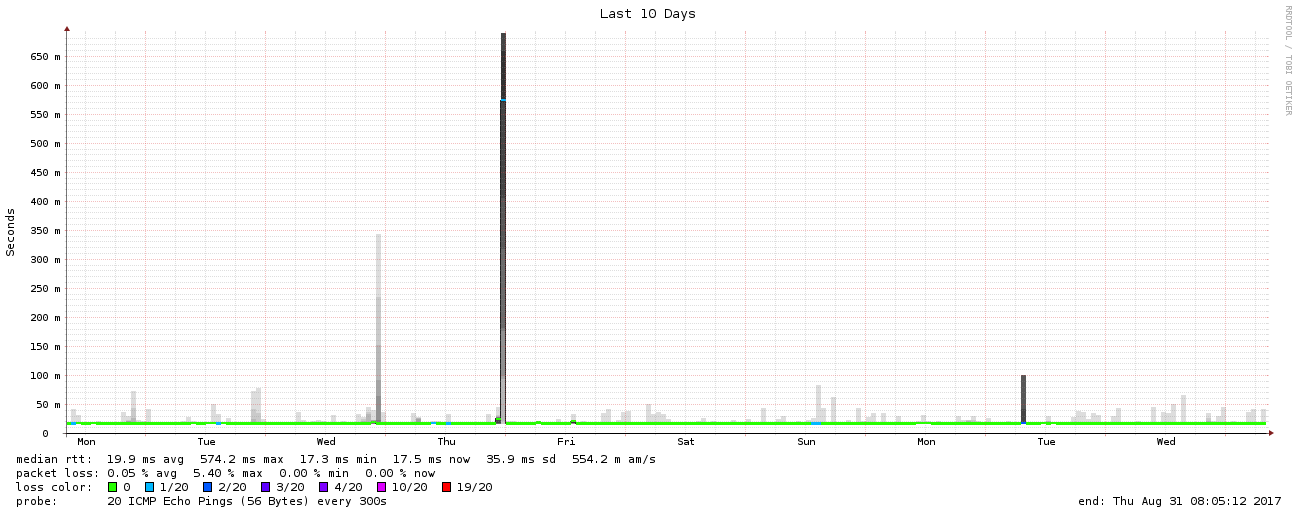 Last 10 Days
RRDTOOL / TOBI OETIKER
Seconds
650 m
600 m
550 m
500 m
450 m
400 m
350 m
300 m
250 m
200 m
150 m
100 m
50 m
0
Mon Tue Wed Thu Fri Sat Sun Mon Tue Wed
median rtt: 19.9 ms avg 574.2 ms max 17.3 ms min 17.5 ms now 35.9 ms sd 554.2 m am/s
packet loss: 0.05 % avg 5.40 % max 0.00 % min 0.00 % now
loss color: 0 1/20 2/20 3/20 4/20 10/20 19/20
probe: 20 ICMP Echo Pings (56 Bytes) every 300s end: Thu Aug 31 08:05:12 2017